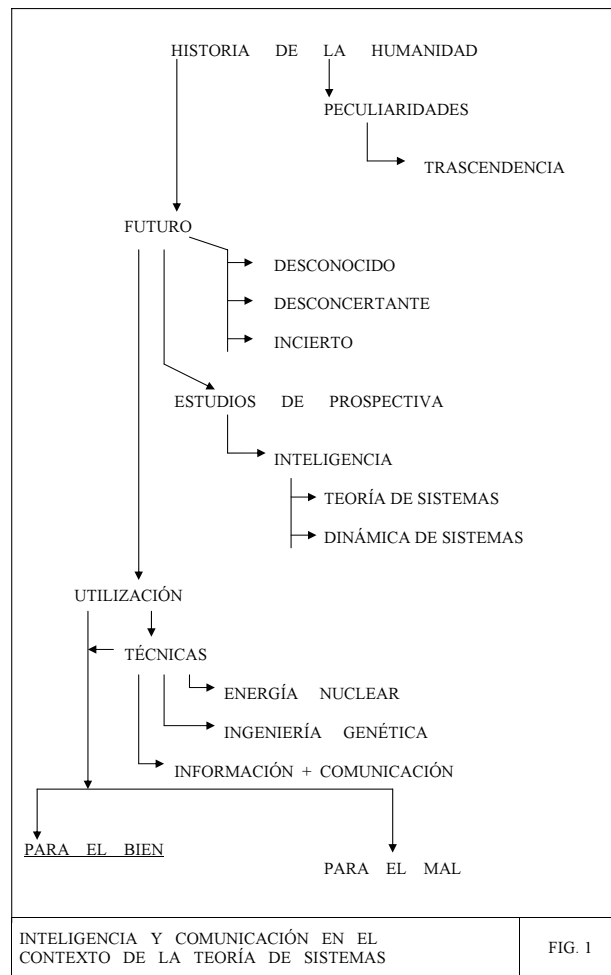 HISTORIA DE LA HUMANIDAD
PECULIARIDADES
TRASCENDENCIA
FUTURO
DESCONOCIDO
DESCONCERTANTE
INCIERTO
ESTUDIOS DE PROSPECTIVA
INTELIGENCIA
TEORÍA DE SISTEMAS
DINÁMICA DE SISTEMAS
UTILIZACIÓN
TÉCNICAS
ENERGÍA NUCLEAR
INGENIERÍA GENÉTICA
INFORMACIÓN + COMUNICACIÓN
PARA EL BIEN
PARA EL MAL
INTELIGENCIA Y COMUNICACIÓN EN EL
CONTEXTO DE LA TEORÍA DE SISTEMAS
FIG. 1